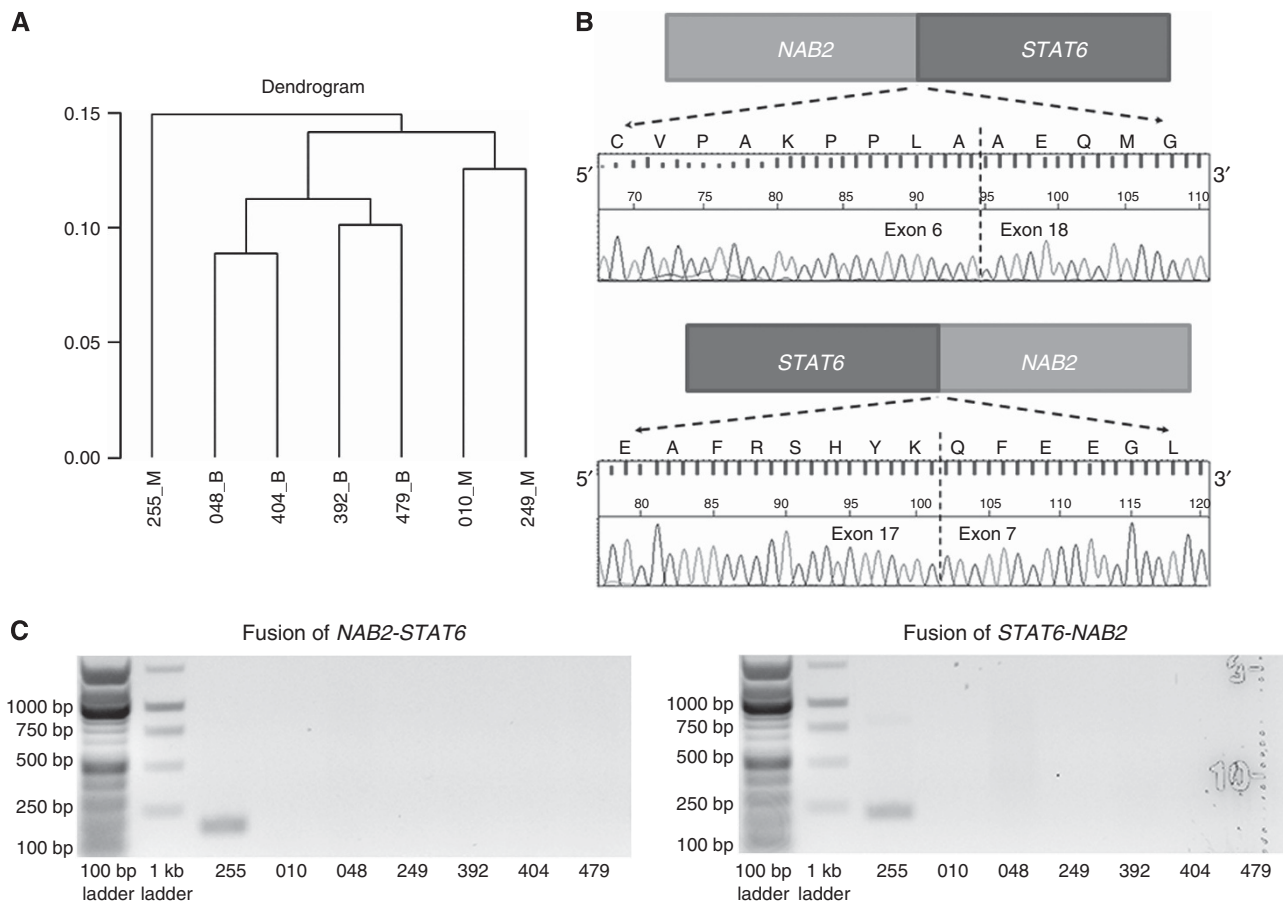 A
Dendrogram
0.15
0.10
0.05
0.00
255_M
048_B
404_B
392_B
479_B
010_M
249_M
B
NAB2 STAT6
C V P A K P P L A A E Q M G
5′ 3′
70 75 80 85 90 95 100 105 110
Exon 6 Exon 18
STAT6 NAB2
E A F R S H Y K Q F E E G L
5′ 3′
80 85 90 95 100 105 110 115 120
Exon 17 Exon 7
C
Fusion of NAB2-STAT6
1000 bp
750 bp
500 bp
250 bp
100 bp
100 bp ladder
1 kb ladder
255 010 048 249 392 404 479
Fusion of STAT6-NAB2
1000 bp
750 bp
500 bp
250 bp
100 bp
10-
100 bp ladder
1 kb ladder
255 010 048 249 392 404 479